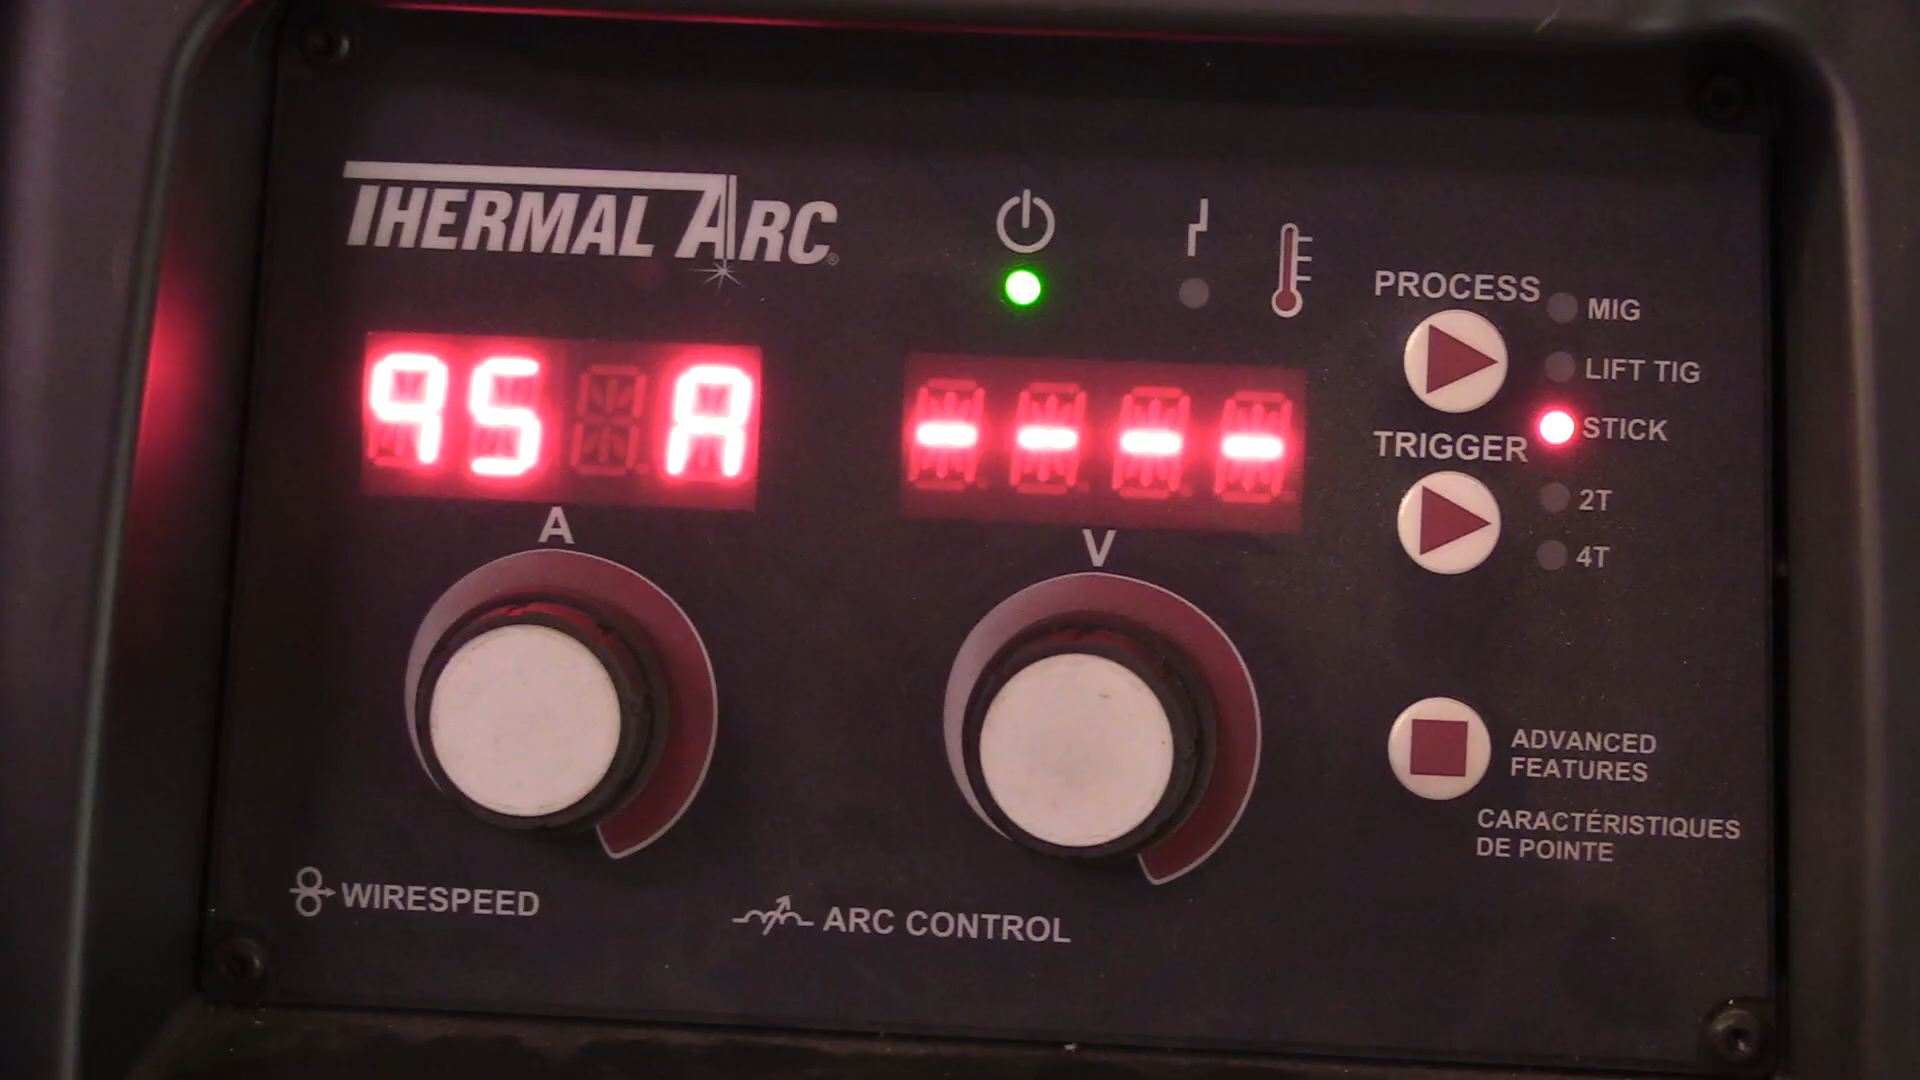 THERMAL ARC®
PROCESS
MIG
LIFT TIG
STICK
TRIGGER
2T
4T
95 A
----
A
V
ADVANCED
FEATURES
CARACTÉRISTIQUES
DE POINTE
WIRESPEED
ARC CONTROL